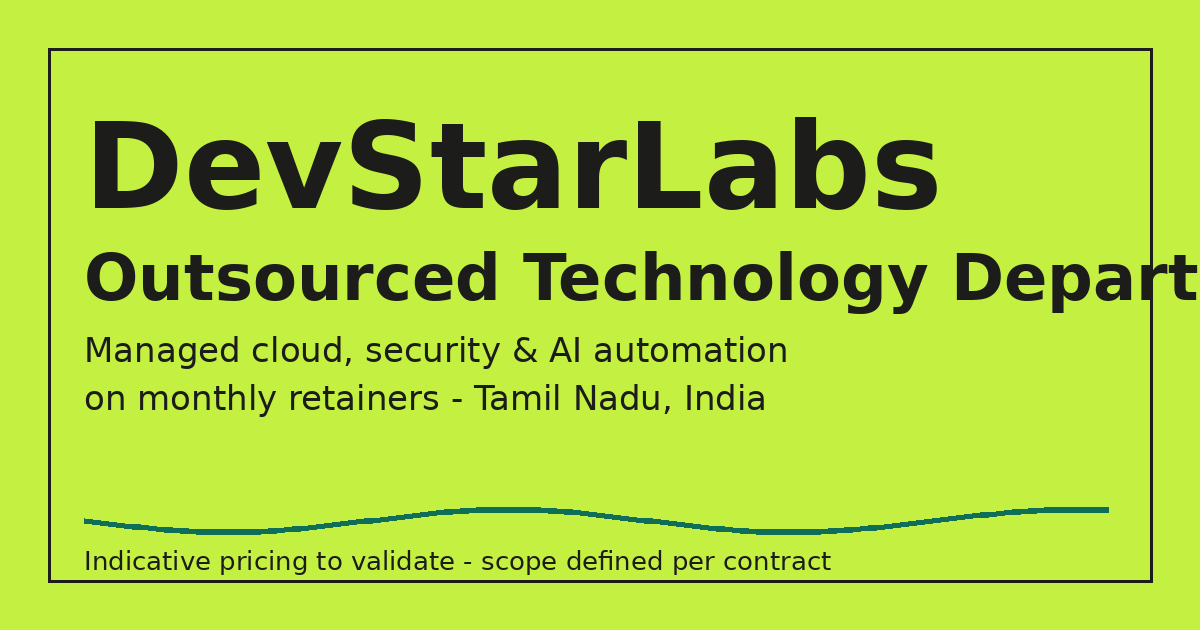 DevStarLabs
Outsourced Technology Depart
Managed cloud, security & AI automation
on monthly retainers - Tamil Nadu, India
Indicative pricing to validate - scope defined per contract